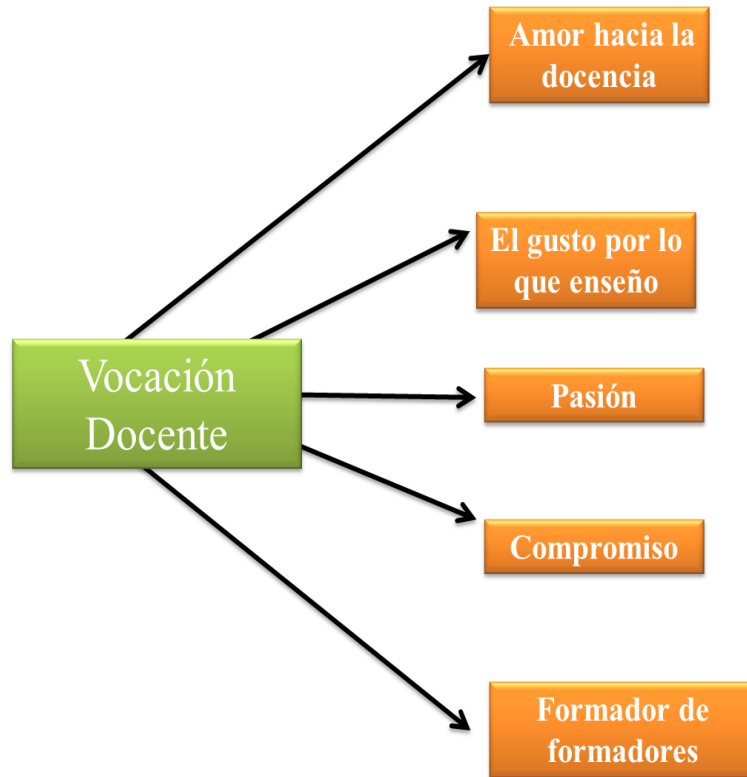 Amor hacia la
docencia
El gusto por lo
que enseño
Vocación
Docente
Pasión
Compromiso
Formador de
formadores